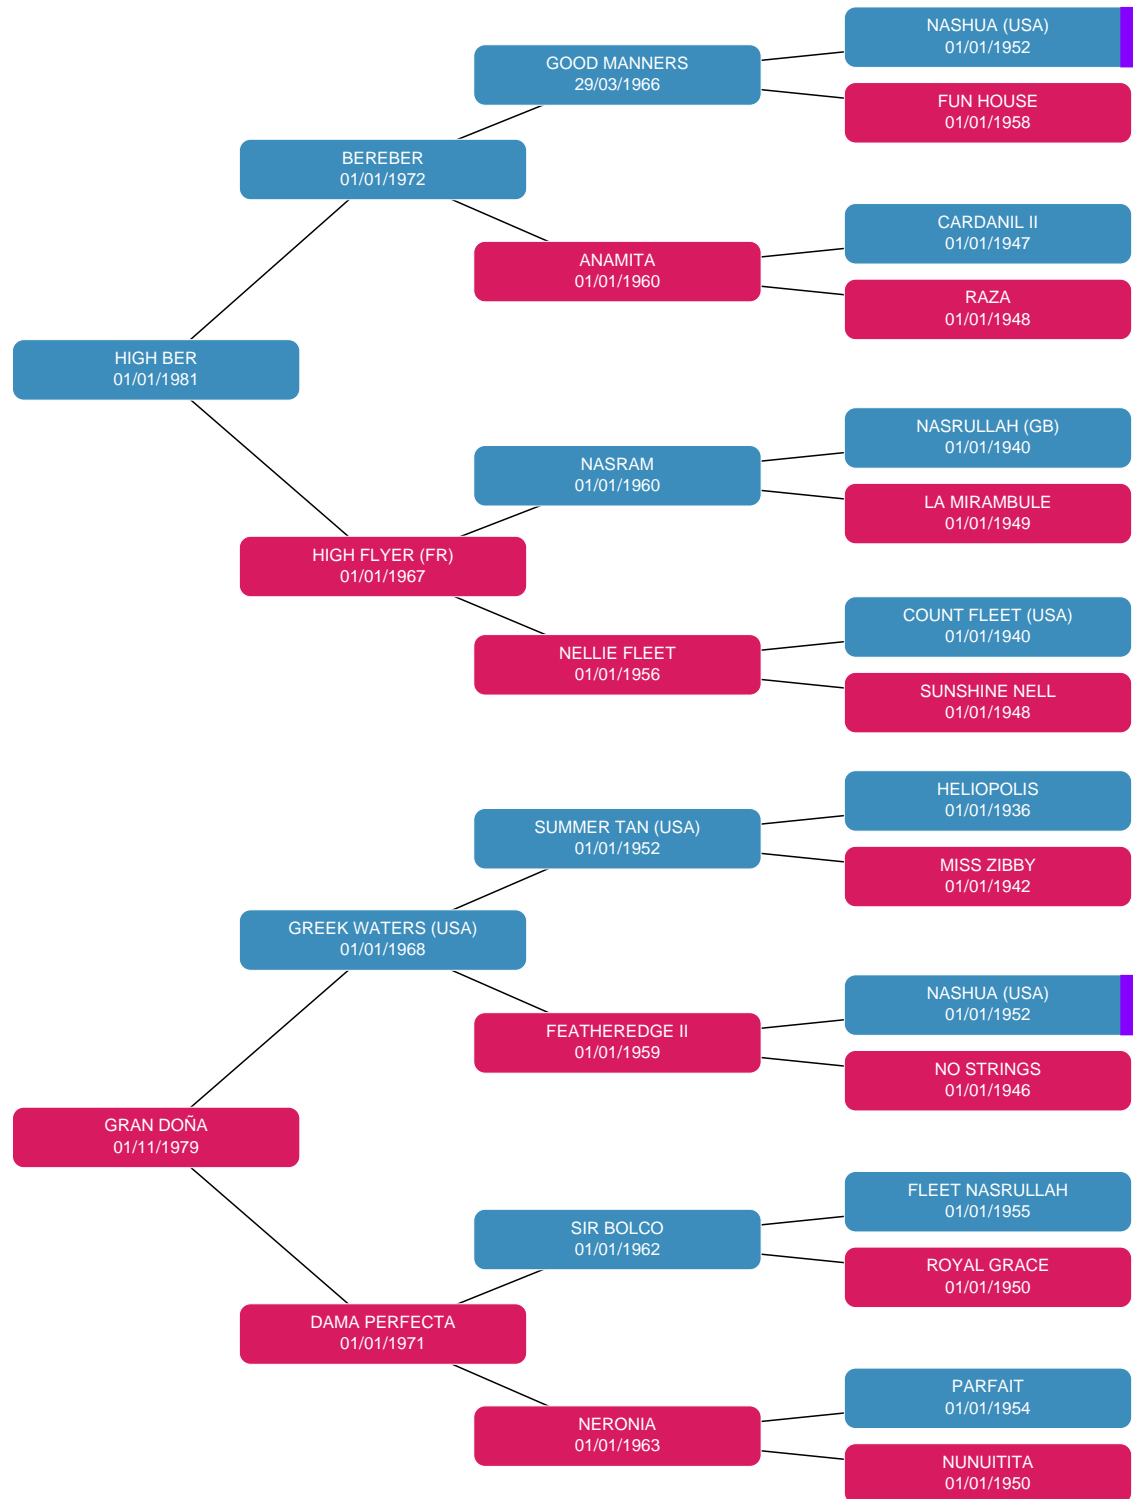 NASHUA (USA)
01/01/1952
GOOD MANNERS
29/03/1966
FUN HOUSE
01/01/1958
BEREBER
01/01/1972
CARDANIL II
01/01/1947
ANAMITA
01/01/1960
RAZA
01/01/1948
HIGH BER
01/01/1981
NASRULLAH (GB)
01/01/1940
NASRAM
01/01/1960
LA MIRAMBULE
01/01/1949
HIGH FLYER (FR)
01/01/1967
COUNT FLEET (USA)
01/01/1940
NELLIE FLEET
01/01/1956
SUNSHINE NELL
01/01/1948
HELIOPOLIS
01/01/1936
SUMMER TAN (USA)
01/01/1952
MISS ZIBBY
01/01/1942
GREEK WATERS (USA)
01/01/1968
NASHUA (USA)
01/01/1952
FEATHEREDGE II
01/01/1959
NO STRINGS
01/01/1946
GRAN DOÑA
01/11/1979
FLEET NASRULLAH
01/01/1955
SIR BOLCO
01/01/1962
ROYAL GRACE
01/01/1950
DAMA PERFECTA
01/01/1971
PARFAIT
01/01/1954
NERONIA
01/01/1963
NUNUITITA
01/01/1950